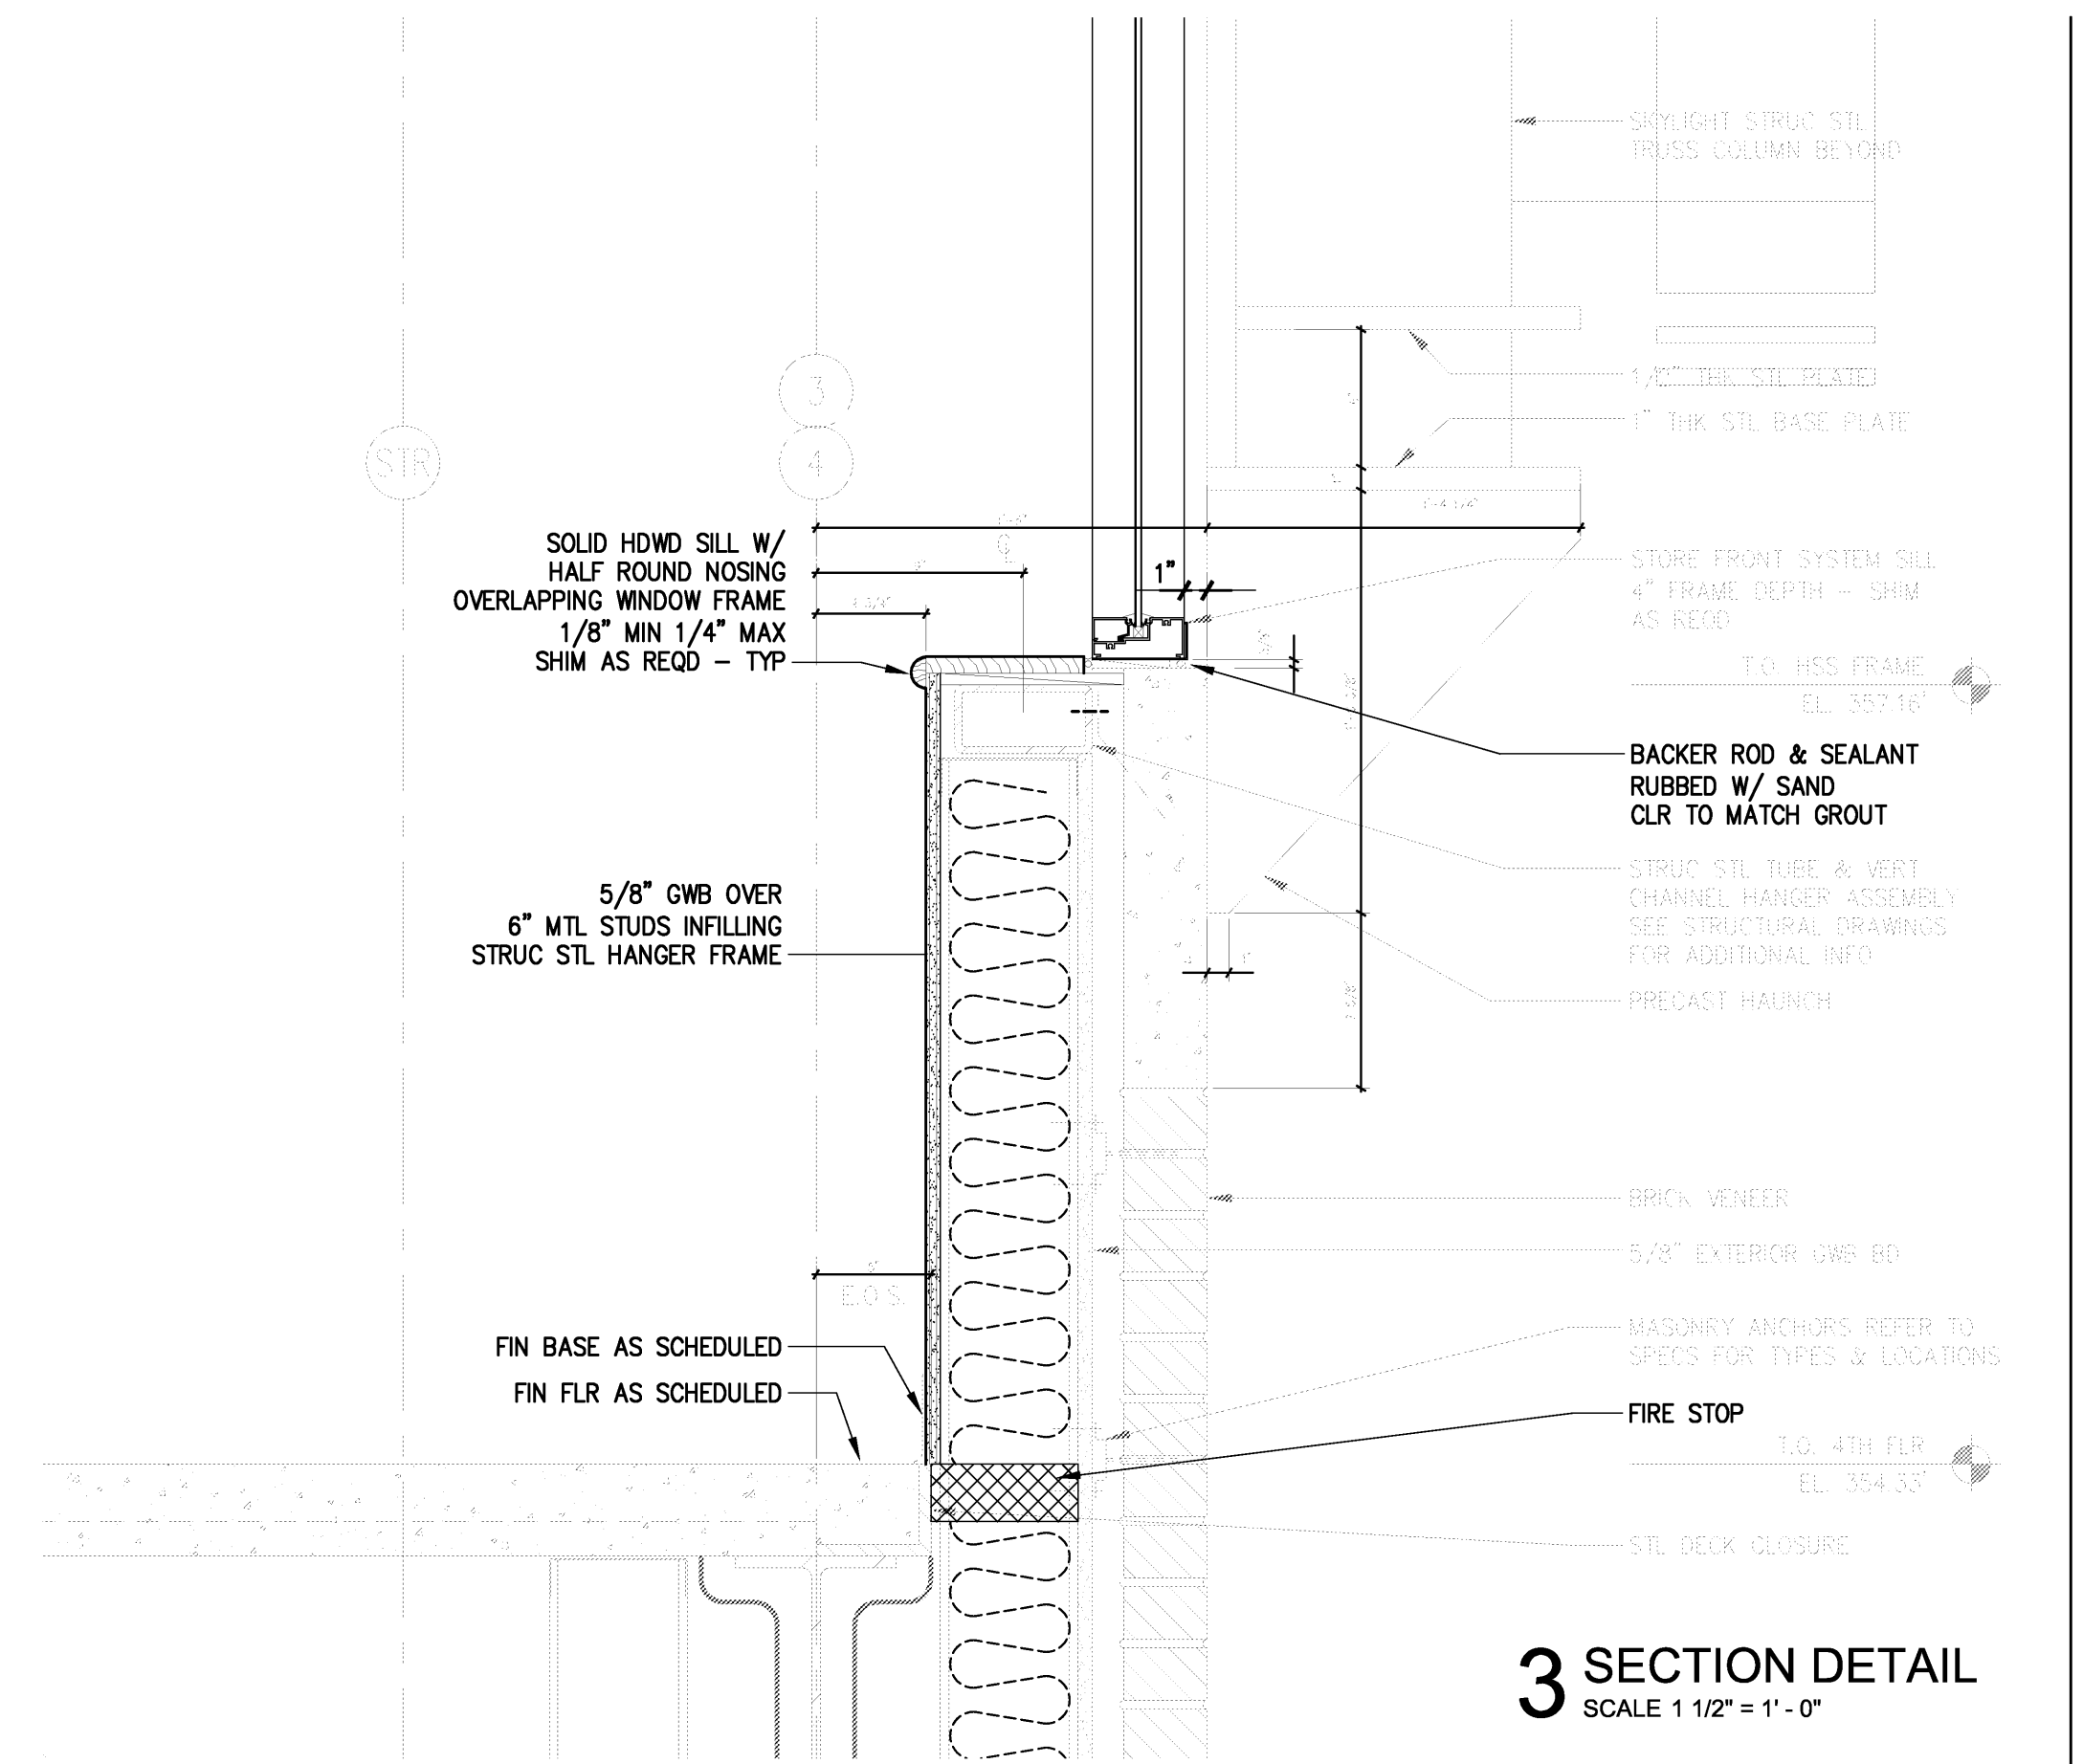 SKYLIGHT STRUC STL
TRUSS COLUMN BEYOND
3
4
STR
THK STL PLATE
1" THK STL BASE PLATE
SOLID HDWD SILL W/
HALF ROUND NOSING
OVERLAPPING WINDOW FRAME
1/8" MIN 1/4" MAX
SHIM AS REQD – TYP
1"
STORE FRONT SYSTEM SILL
4" FRAME DEPTH – SHIM
AS REQD
T.O. HSS FRAME
EL. 357.16'
BACKER ROD & SEALANT
RUBBED W/ SAND
CLR TO MATCH GROUT
STRUC STL TUBE & VERT
CHANNEL HANGER ASSEMBLY
SEE STRUCTURAL DRAWINGS
FOR ADDITIONAL INFO
5/8" GWB OVER
6" MTL STUDS INFILLING
STRUC STL HANGER FRAME
PRECAST HAUNCH
BRICK VENEER
5/8" EXTERIOR GWB BD
E.O.S.
MASONRY ANCHORS REFER TO
SPECS FOR TYPES & LOCATIONS
FIN BASE AS SCHEDULED
FIN FLR AS SCHEDULED
FIRE STOP
T.O. 4TH FLR
EL. 354.33'
STL DECK CLOSURE
3 SECTION DETAIL
SCALE 1 1/2" = 1' - 0"